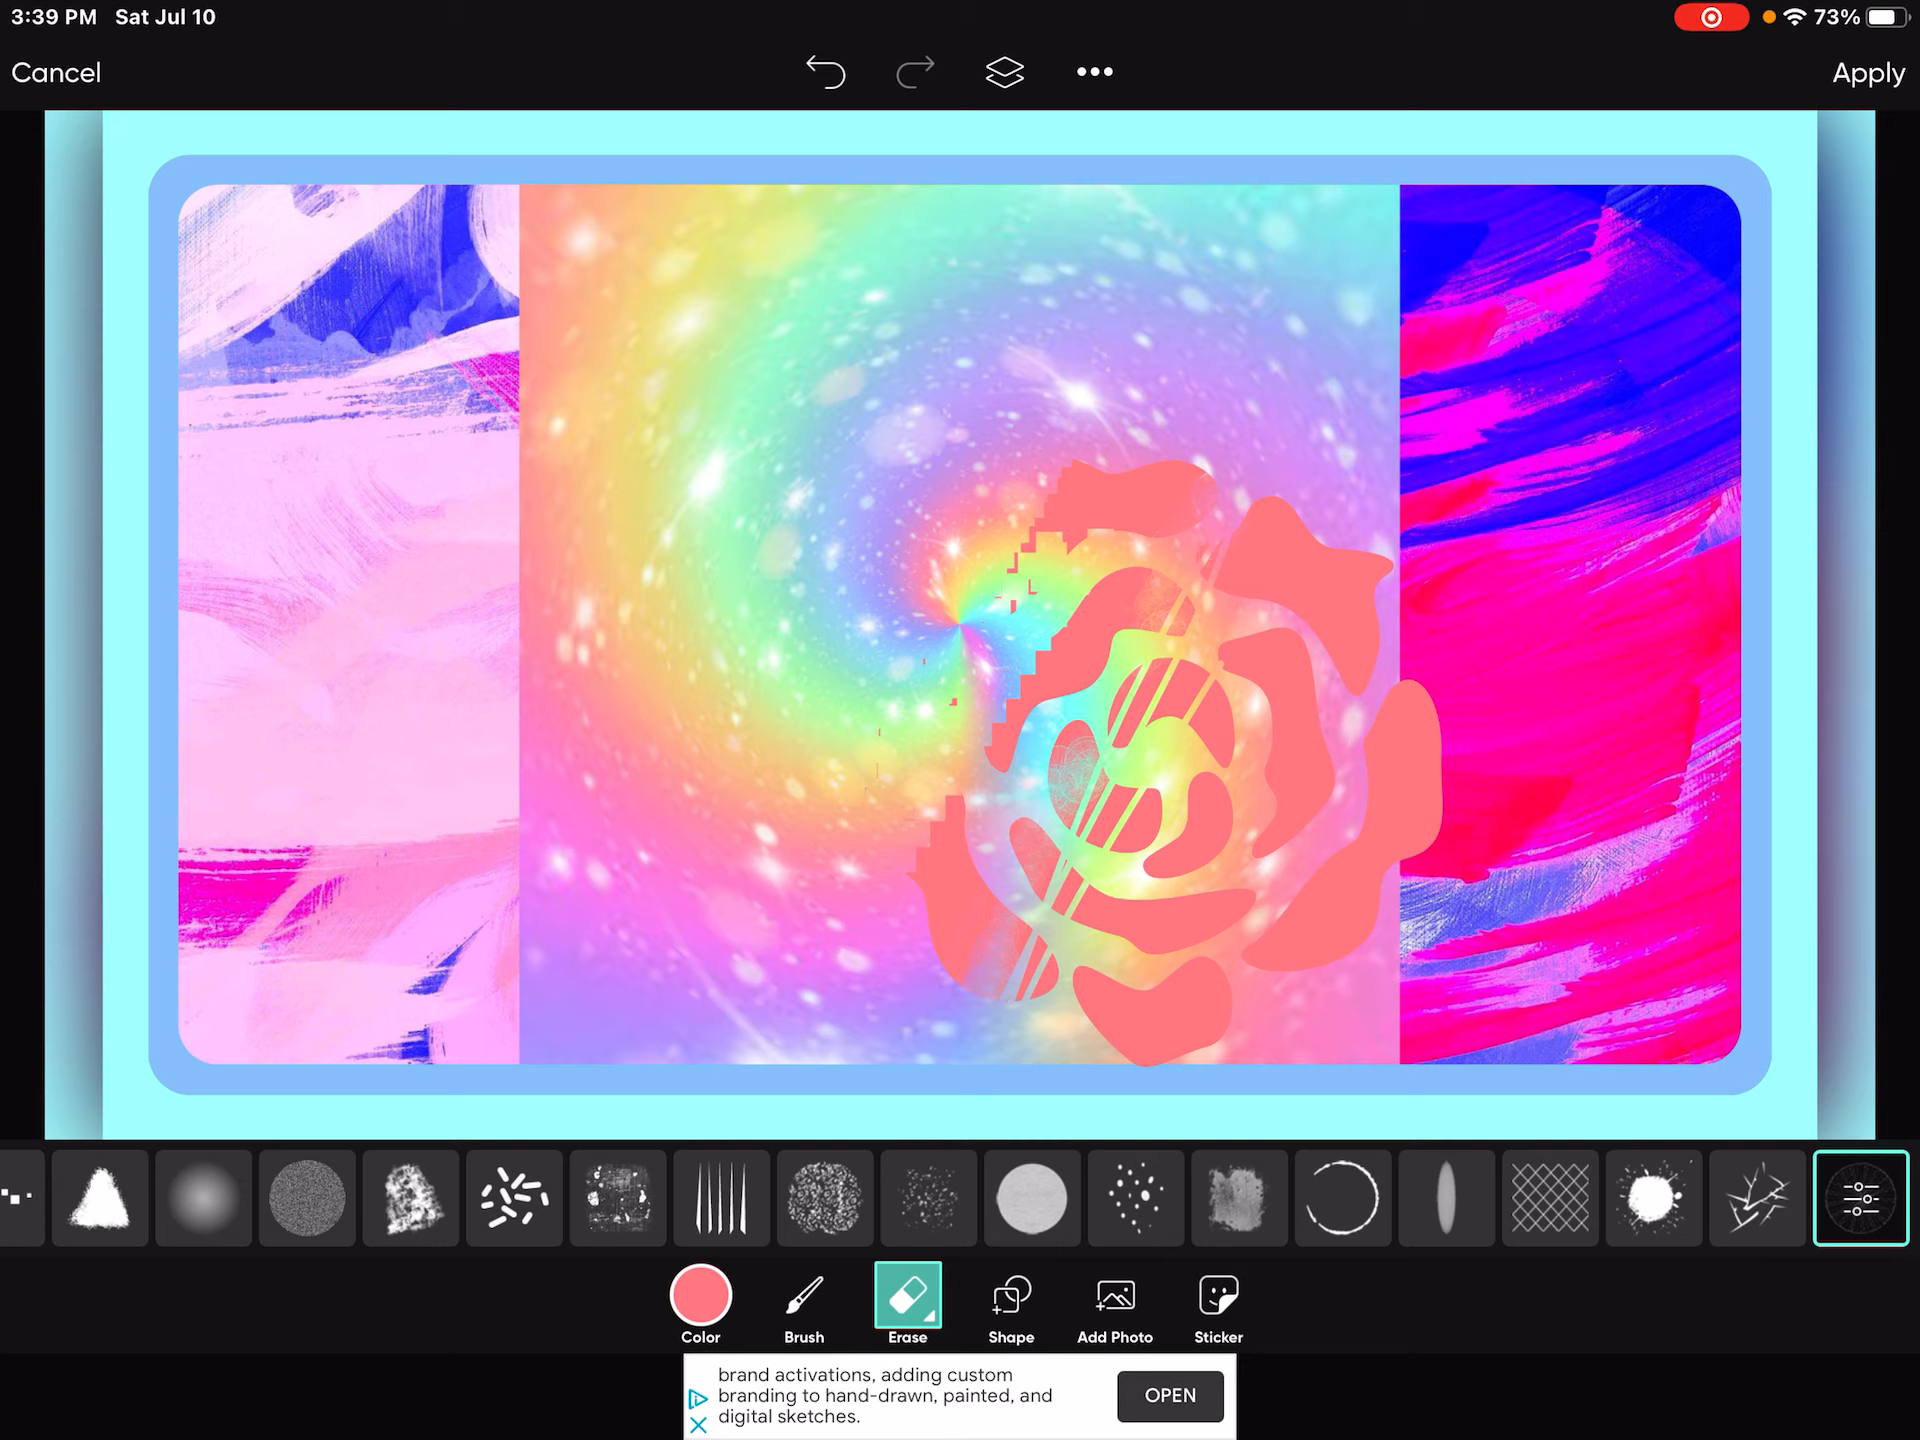 3:39 PM Sat Jul 10
73%
Cancel
Apply
Color
Brush
Erase
Shape
Add Photo
Sticker
brand activations, adding custom
branding to hand-drawn, painted, and
digital sketches.
OPEN